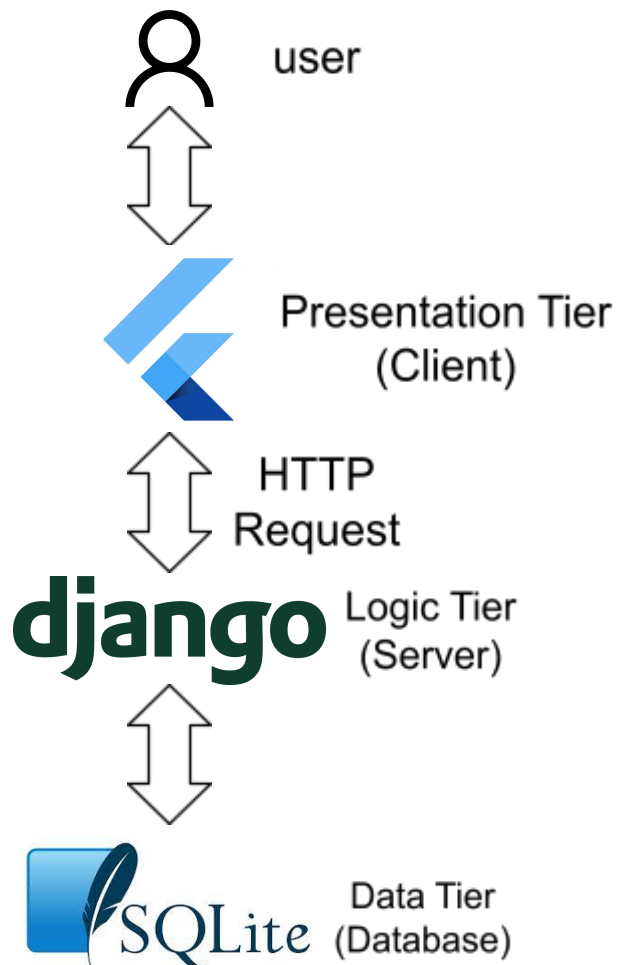 user
Presentation Tier
(Client)
HTTP
Request
django
Logic Tier
(Server)
SQLite
Data Tier
(Database)